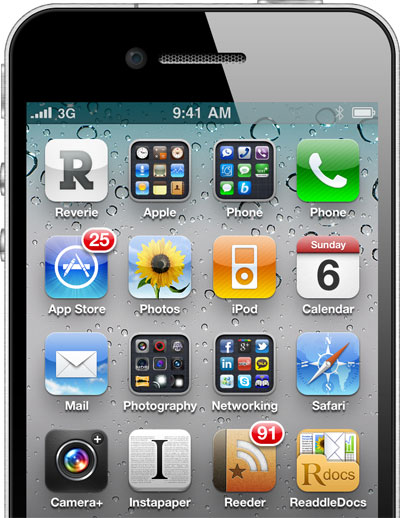 3G 9:41 AM
R
Reverie Apple Phone Phone
25 Sunday
6
App Store Photos iPod Calendar
Mail Photography Networking Safari
91
I Rdocs
Camera+ Instapaper Reeder ReaddleDocs